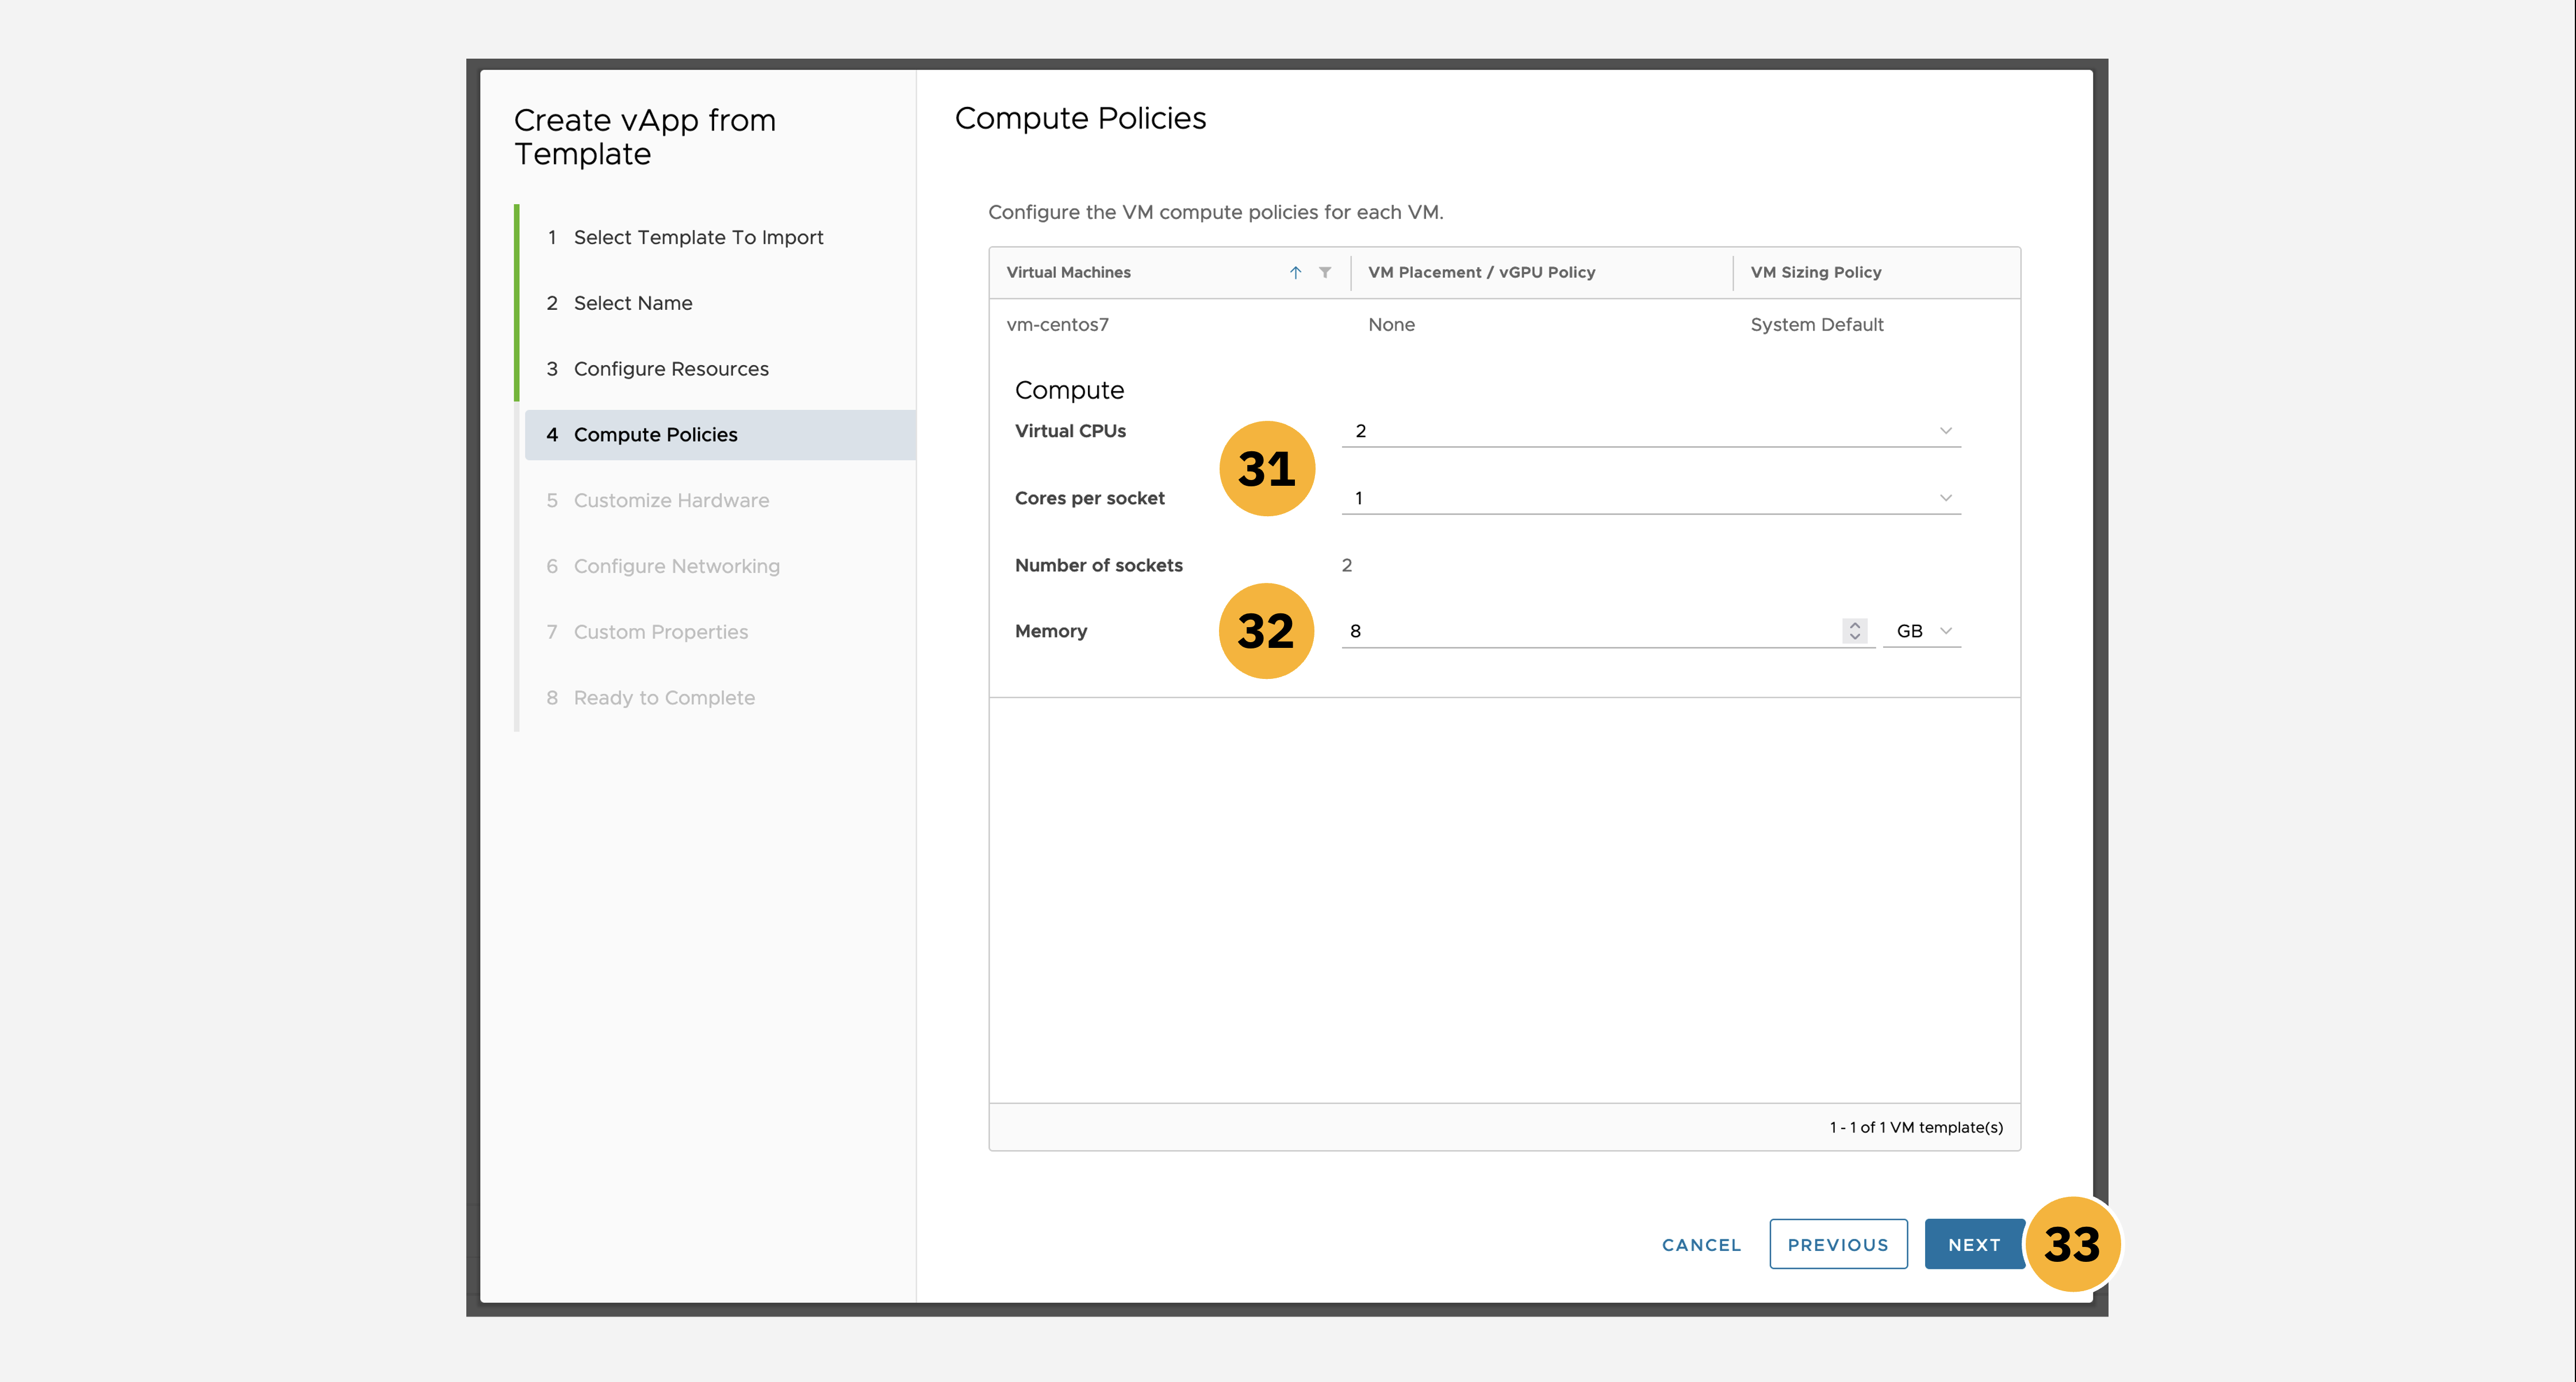 Create vApp from
Template
1 Select Template To Import
2 Select Name
3 Configure Resources
4 Compute Policies
5 Customize Hardware
6 Configure Networking
7 Custom Properties
8 Ready to Complete
Compute Policies
Configure the VM compute policies for each VM.
Virtual Machines VM Placement / vGPU Policy VM Sizing Policy
vm-centos7 None System Default
Compute
Virtual CPUs 2
31
Cores per socket 1
Number of sockets 2
Memory 32 8 GB
1 - 1 of 1 VM template(s)
CANCEL PREVIOUS NEXT 33